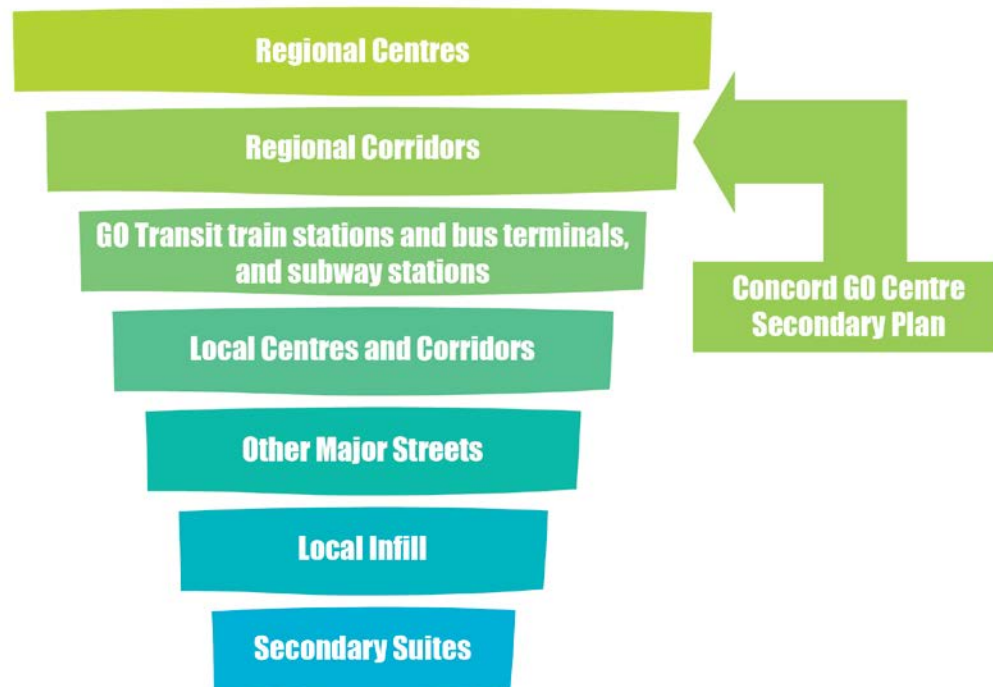 Regional Centres
Regional Corridors
GO Transit train stations and bus terminals,
and subway stations
Concord GO Centre
Secondary Plan
Local Centres and Corridors
Other Major Streets
Local Infill
Secondary Suites